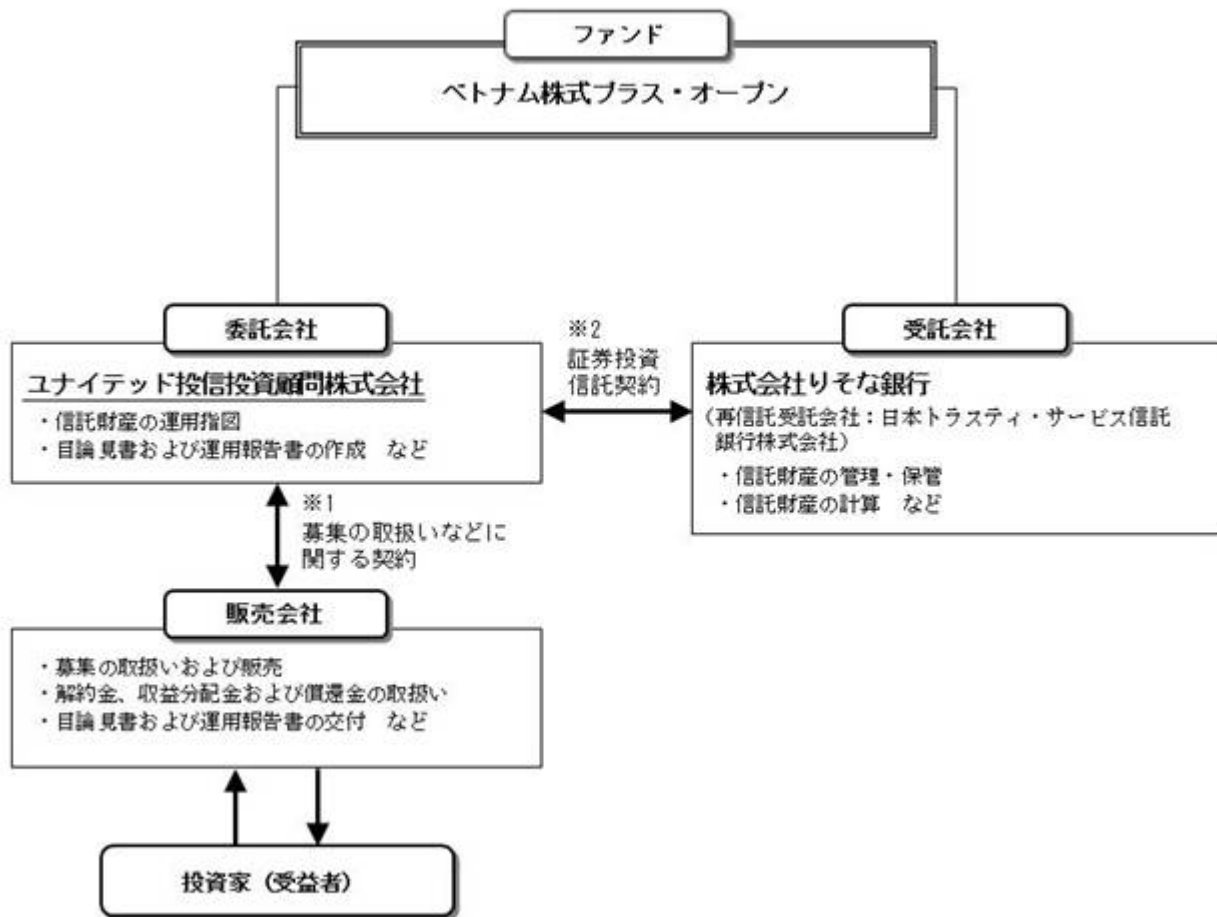 ファンド
ベトナム株式プラス・オープン
委託会社
ユナイテッド投信投資顧問株式会社
・信託財産の運用指図
・目論見書および運用報告書の作成　など
※2
証券投資
信託契約
受託会社
株式会社りそな銀行
（再信託受託会社：日本トラスティ・サービス信託
銀行株式会社）
・信託財産の管理・保管
・信託財産の計算　など
※1
募集の取扱いなどに
関する契約
販売会社
・募集の取扱いおよび販売
・解約金、収益分配金および償還金の取扱い
・目論見書および運用報告書の交付　など
投資家（受益者）